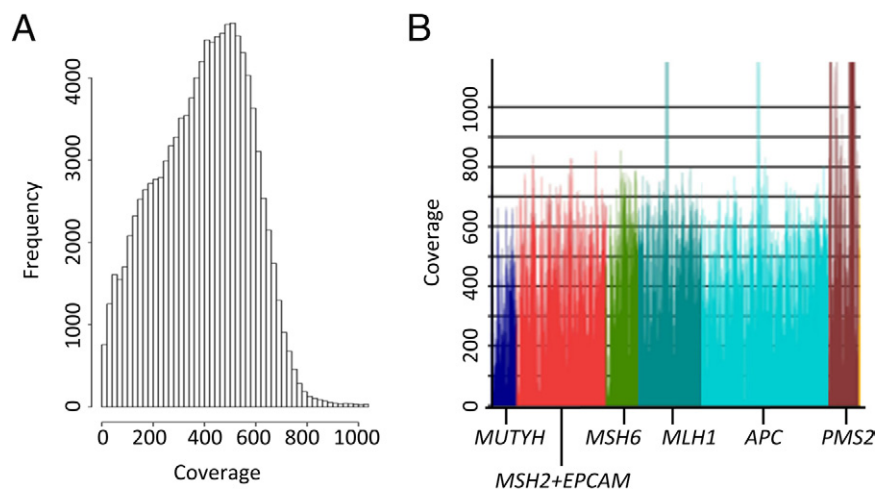 A
B
Frequency
0
1000
2000
3000
4000
0
200
400
600
800
1000
Coverage
Coverage
0
200
400
600
800
1000
MUTYH
MSH6
MLH1
APC
PMS2
MSH2+EPCAM